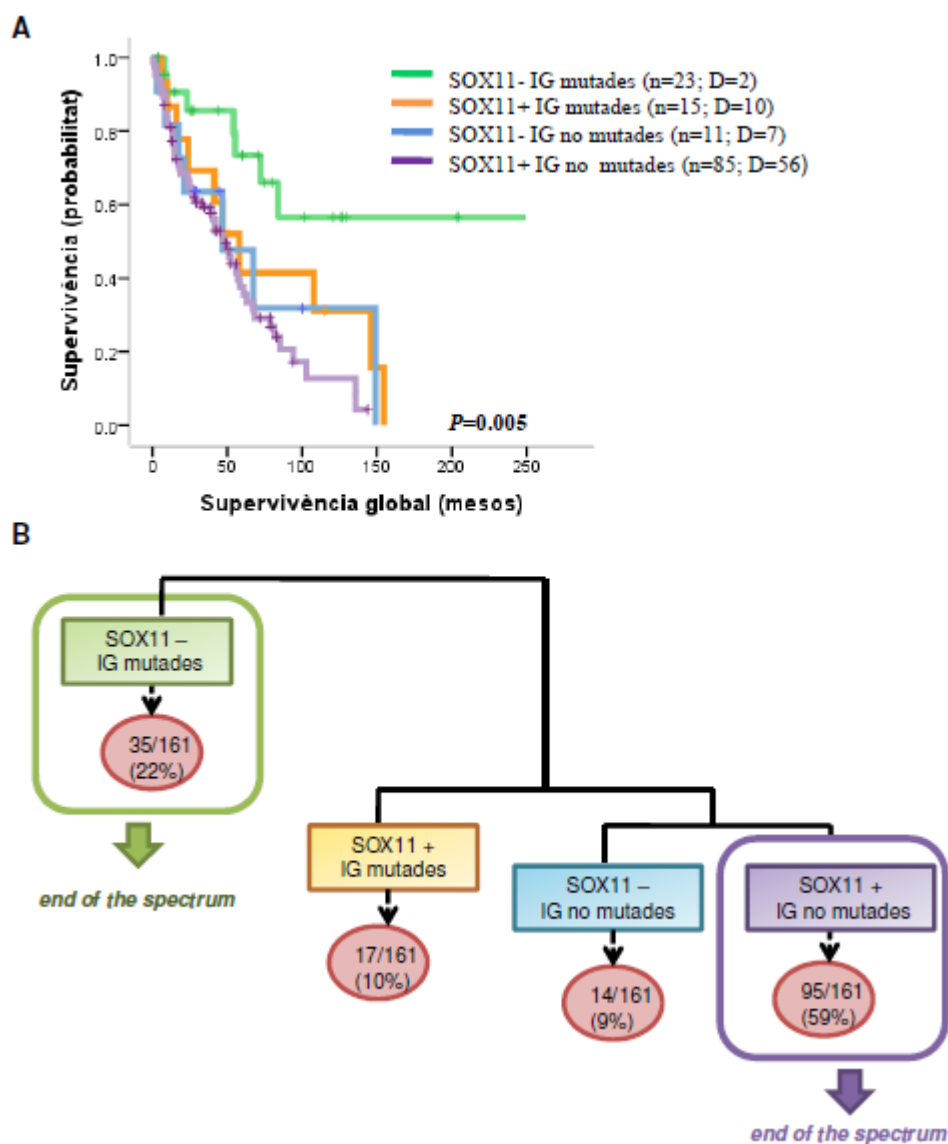 A
Supervivència (probabilitat)
1.0
0.8
0.6
0.4
0.2
0.0
SOX11- IG mutades (n=23; D=2)
SOX11+ IG mutades (n=15; D=10)
SOX11- IG no mutades (n=11; D=7)
SOX11+ IG no mutades (n=85; D=56)
P=0.005
0 50 100 150 200 250
Supervivència global (mesos)
B
SOX11 –
IG mutades
35/161
(22%)
end of the spectrum
SOX11 +
IG mutades
17/161
(10%)
SOX11 –
IG no mutades
14/161
(9%)
SOX11 +
IG no mutades
95/161
(59%)
end of the spectrum